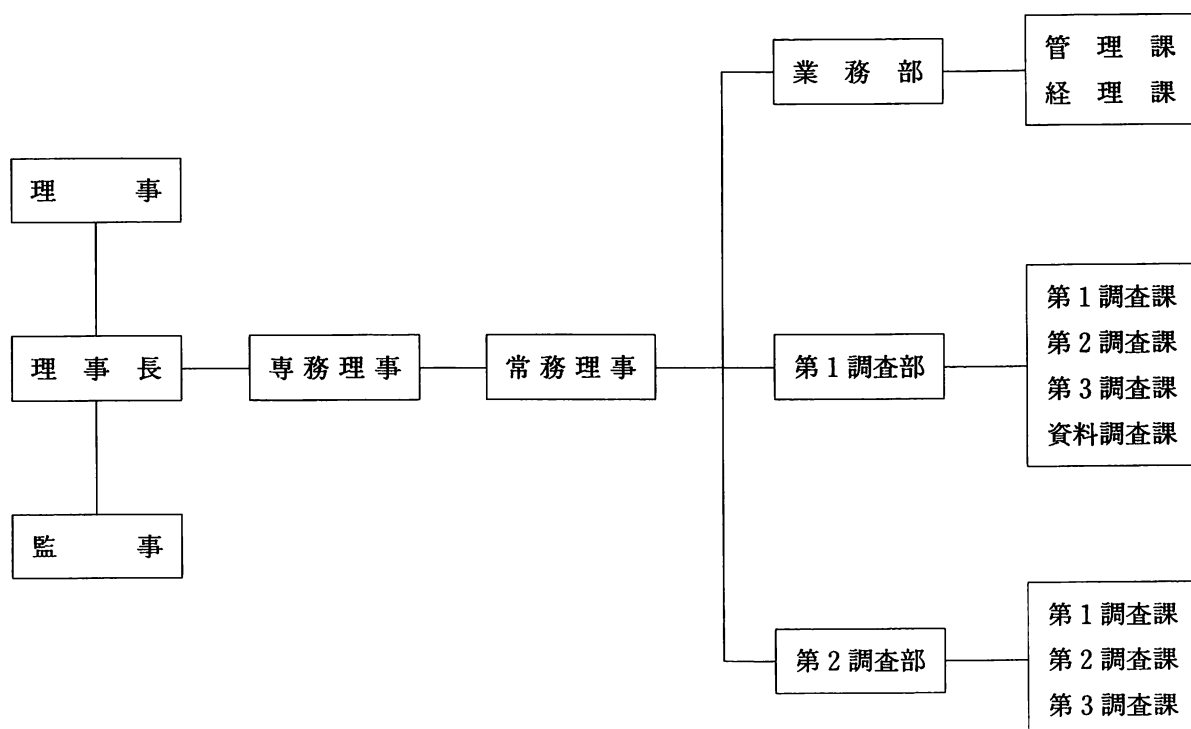 理事
理事長
監事
専務理事
常務理事
業務部
管理課
経理課
第1調査部
第1調査課
第2調査課
第3調査課
資料調査課
第2調査部
第1調査課
第2調査課
第3調査課